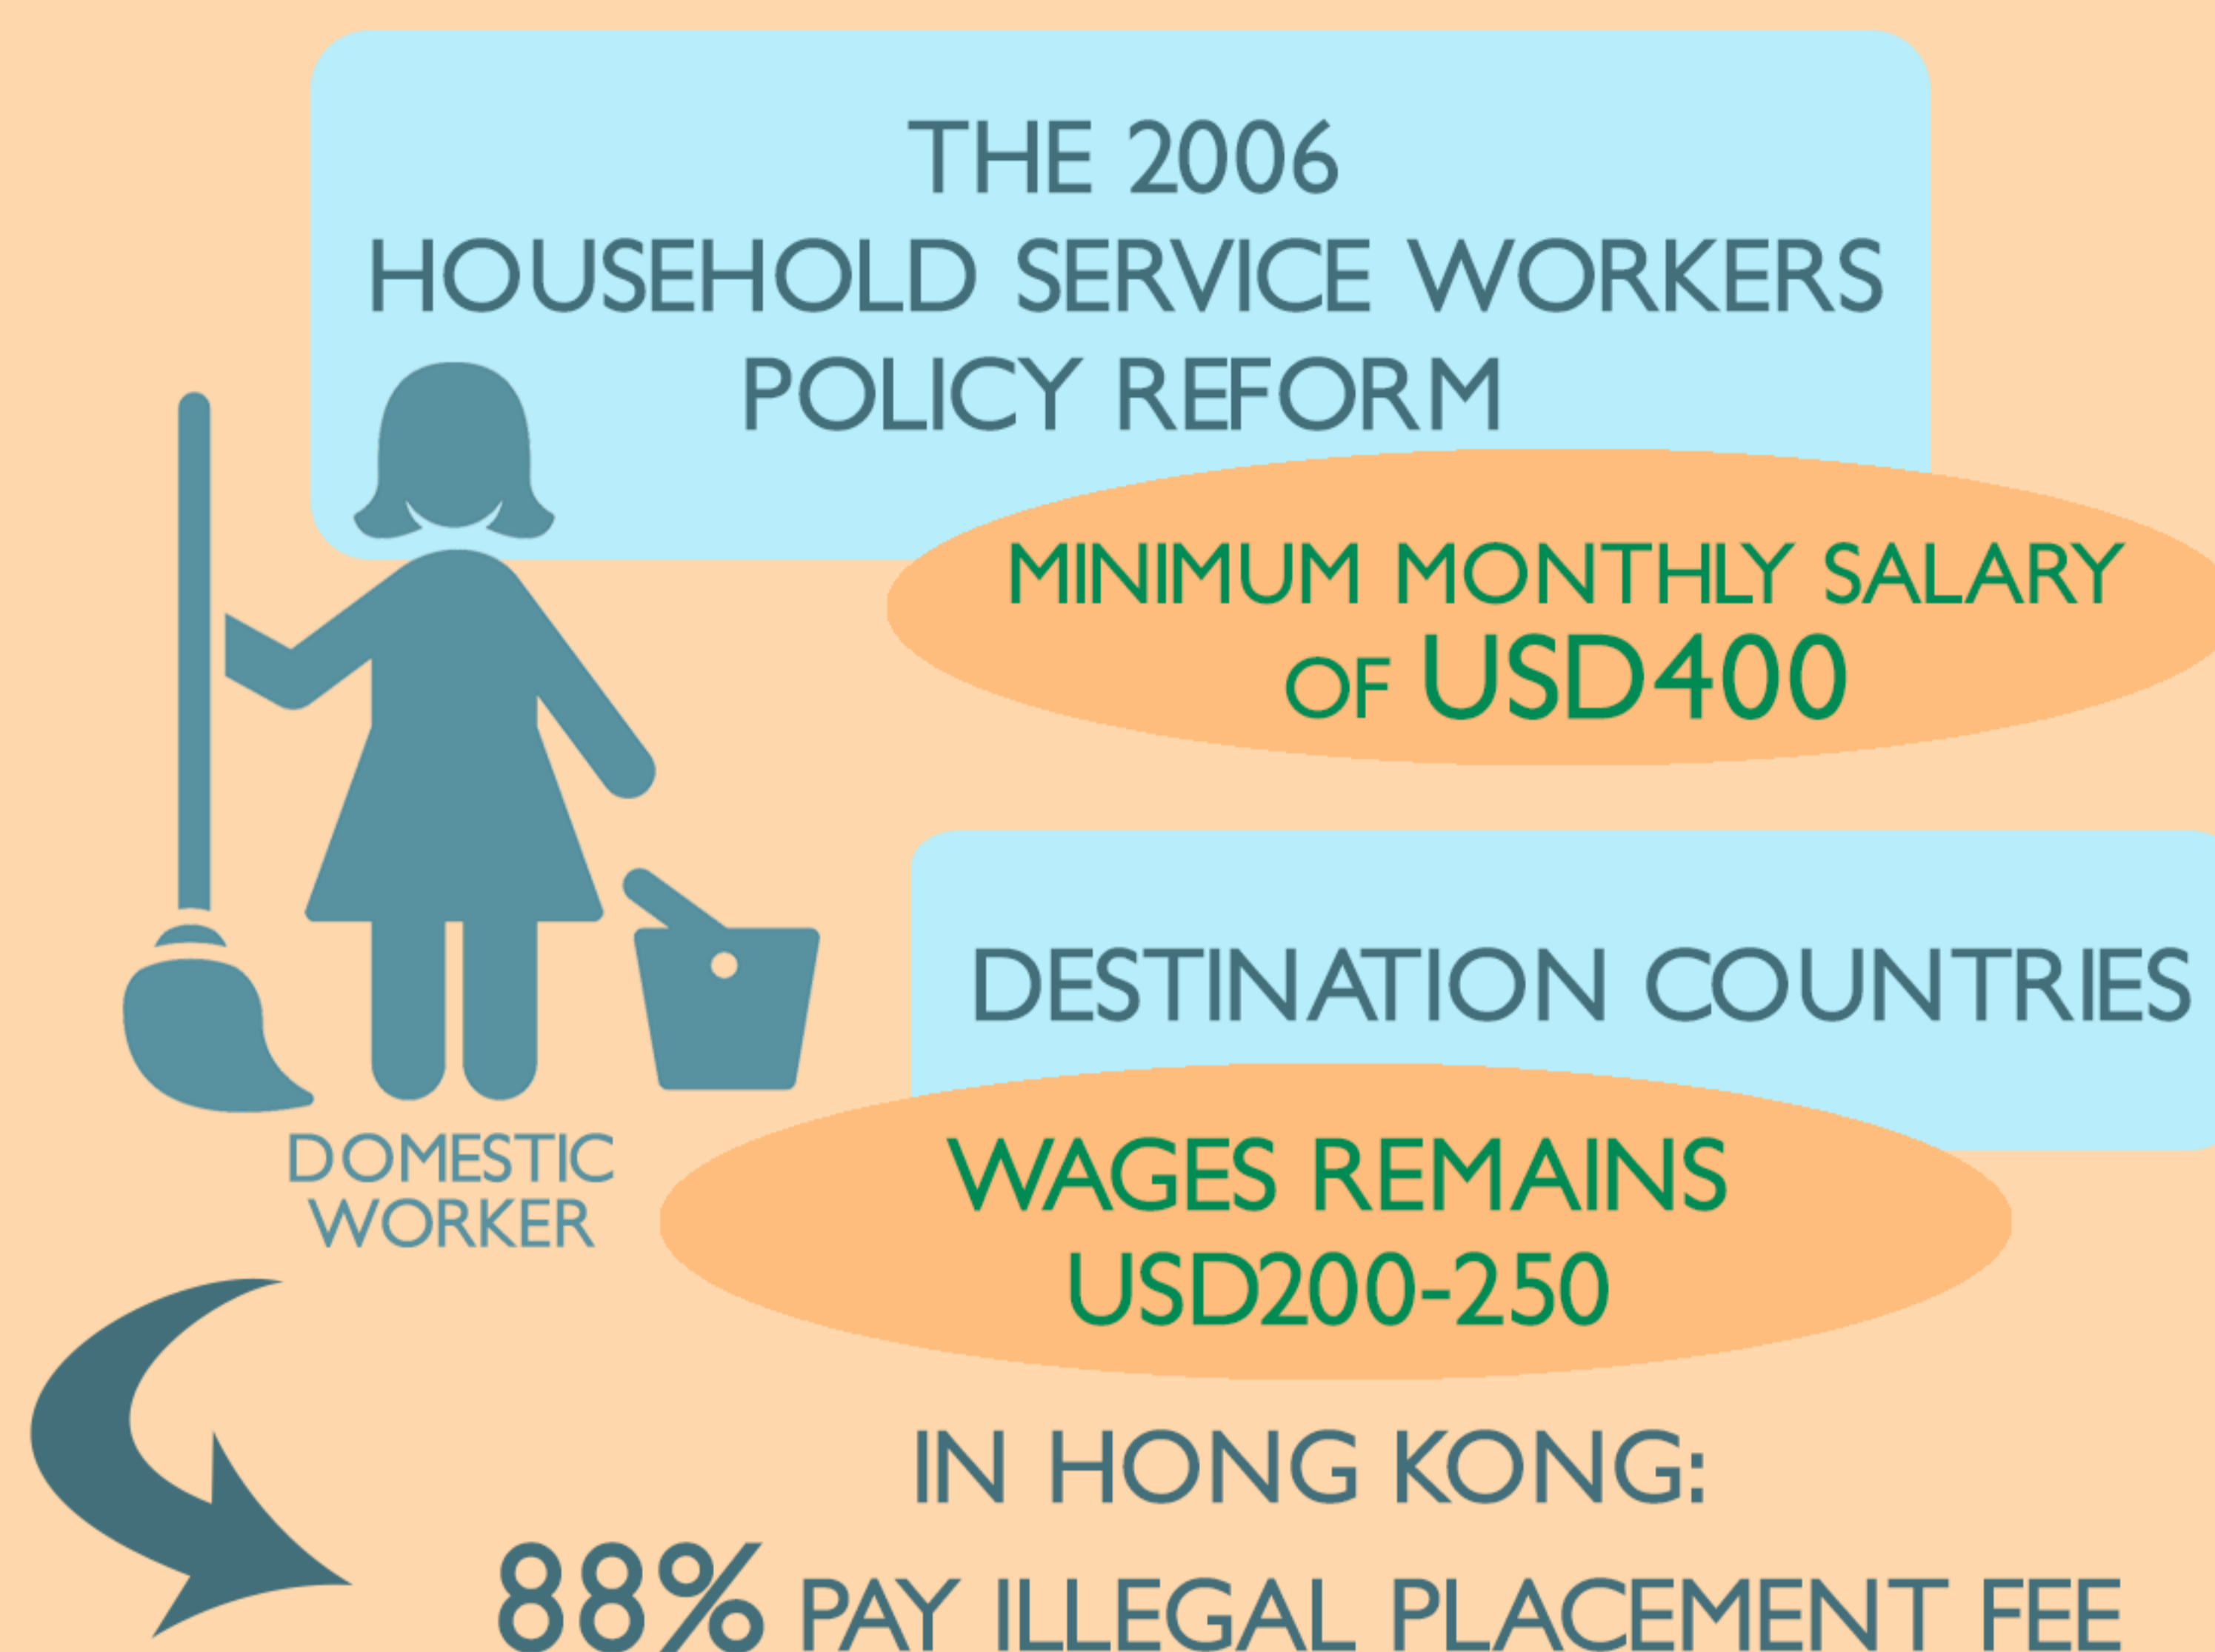 THE 2006
HOUSEHOLD SERVICE WORKERS
POLICY REFORM
MINIMUM MONTHLY SALARY
OF USD400
DESTINATION COUNTRIES
WAGES REMAINS
USD200-250
DOMESTIC
WORKER
IN HONG KONG:
88% PAY ILLEGAL PLACEMENT FEE